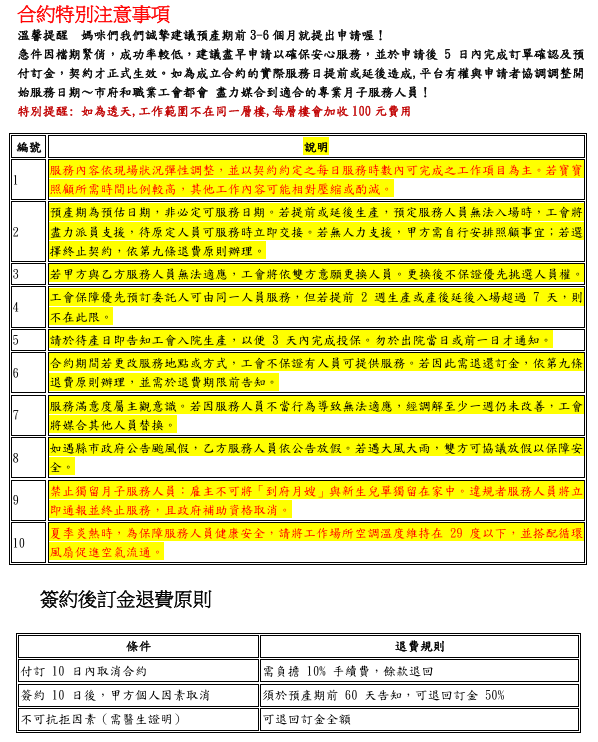 合約特別注意事項
溫馨提醒　媽咪們我們誠摯建議預產期前 3-6 個月就提出申請喔！
急件因檔期緊俏，成功率較低，建議盡早申請以確保安心服務，並於申請後 5 日內完成訂單確認及預
付訂金，契約才正式生效。如為成立合約的實際服務日提前或延後造成,平台有權與申請者協調調整開
始服務日期～市府和職業工會都會 盡力媒合到適合的專業月子服務人員！
特別提醒: 如為透天,工作範圍不在同一層樓,每層樓會加收 100 元費用
編號 說明
1 服務內容依現場狀況彈性調整，並以契約約定之每日服務時數內可完成之工作項目為主。若寶寶
照顧所需時間比例較高，其他工作內容可能相對壓縮或酌減。
2 預產期為預估日期，非必定可服務日期。若提前或延後生產，預定服務人員無法入場時，工會將
盡力派員支援，待原定人員可服務時立即交接。若無人力支援，甲方需自行安排照顧事宜；若選
擇終止契約，依第九條退費原則辦理。
3 若甲方與乙方服務人員無法適應，工會將依雙方意願更換人員。更換後不保證優先挑選人員權。
4 工會保障優先預訂委託人可由同一人員服務，但若提前 2 週生產或產後延後入場超過 7 天，則
不在此限。
5 請於待產日即告知工會入院生產，以便 3 天內完成投保。勿於出院當日或前一日才通知。
6 合約期間若更改服務地點或方式，工會不保證有人員可提供服務。若因此需退還訂金，依第九條
退費原則辦理，並需於退費期限前告知。
7 服務滿意度屬主觀意識。若因服務人員不當行為導致無法適應，經調解至少一週仍未改善，工會
將媒合其他人員替換。
8 如遇縣市政府公告颱風假，乙方服務人員依公告放假。若遇大風大雨，雙方可協議放假以保障安
全。
9 禁止獨留月子服務人員：雇主不可將「到府月嫂」與新生兒單獨留在家中。違規者服務人員將立
即通報並終止服務，且政府補助資格取消。
10 夏季炎熱時，為保障服務人員健康安全，請將工作場所空調溫度維持在 29 度以下，並搭配循環
風扇促進空氣流通。
簽約後訂金退費原則
條件 退費規則
付訂 10 日內取消合約 需負擔 10% 手續費，餘款退回
簽約 10 日後，甲方個人因素取消 須於預產期前 60 天告知，可退回訂金 50%
不可抗拒因素（需醫生證明） 可退回訂金全額